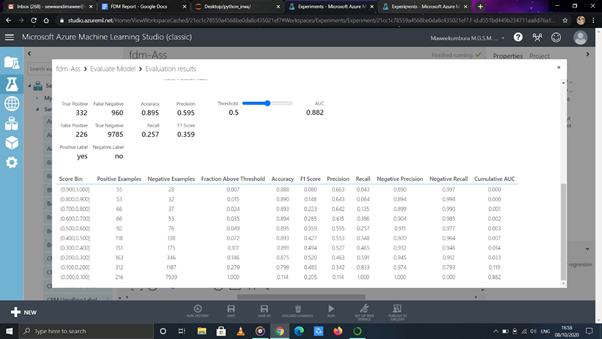 Inbox (268) - sewwandimaswee@
FDM Report - Google Docs
Desktop/python_inwa/
Experiments - Microsoft Azure M
Experiments - Microsoft Azure M
Microsoft Azure Machine Learning Studio (classic)
Maweekumbura M.G.S.M. ...
fdm-Ass
Finished running
Properties Project
fdm-Ass > Evaluate Model > Evaluation results
True Positive False Negative Accuracy Precision Threshold AUC
332 960 0.895 0.595 0.5 0.882
False Positive True Negative Recall F1 Score
226 9785 0.257 0.359
Positive Label Negative Label
yes no
Score Bin Positive Examples Negative Examples Fraction Above Threshold Accuracy F1 Score Precision Recall Negative Precision Negative Recall Cumulative AUC
(0.900,1.000] 55 28 0.007 0.888 0.080 0.663 0.043 0.890 0.997 0.000
(0.800,0.900] 53 32 0.015 0.890 0.148 0.643 0.084 0.894 0.994 0.000
(0.700,0.800] 66 37 0.024 0.893 0.223 0.642 0.135 0.899 0.990 0.001
(0.600,0.700] 66 53 0.035 0.894 0.285 0.615 0.186 0.904 0.985 0.002
(0.500,0.600] 92 76 0.049 0.895 0.359 0.595 0.257 0.911 0.977 0.003
(0.400,0.500] 118 138 0.072 0.893 0.427 0.553 0.348 0.920 0.964 0.007
(0.300,0.400] 151 175 0.101 0.891 0.494 0.527 0.465 0.932 0.946 0.014
(0.200,0.300] 163 346 0.146 0.875 0.520 0.463 0.591 0.945 0.912 0.033
(0.100,0.200] 312 1187 0.279 0.798 0.485 0.342 0.833 0.974 0.793 0.119
(0.000,0.100] 216 7939 1.000 0.114 0.205 0.114 1.000 1.000 0.000 0.882
regression
NEW
RUN HISTORY
SAVE
SAVE AS
DISCARD CHANGES
RUN
SET UP WEB SERVICE
PUBLISH TO GALLERY
Type here to search
ENG
16:58
08/10/2020